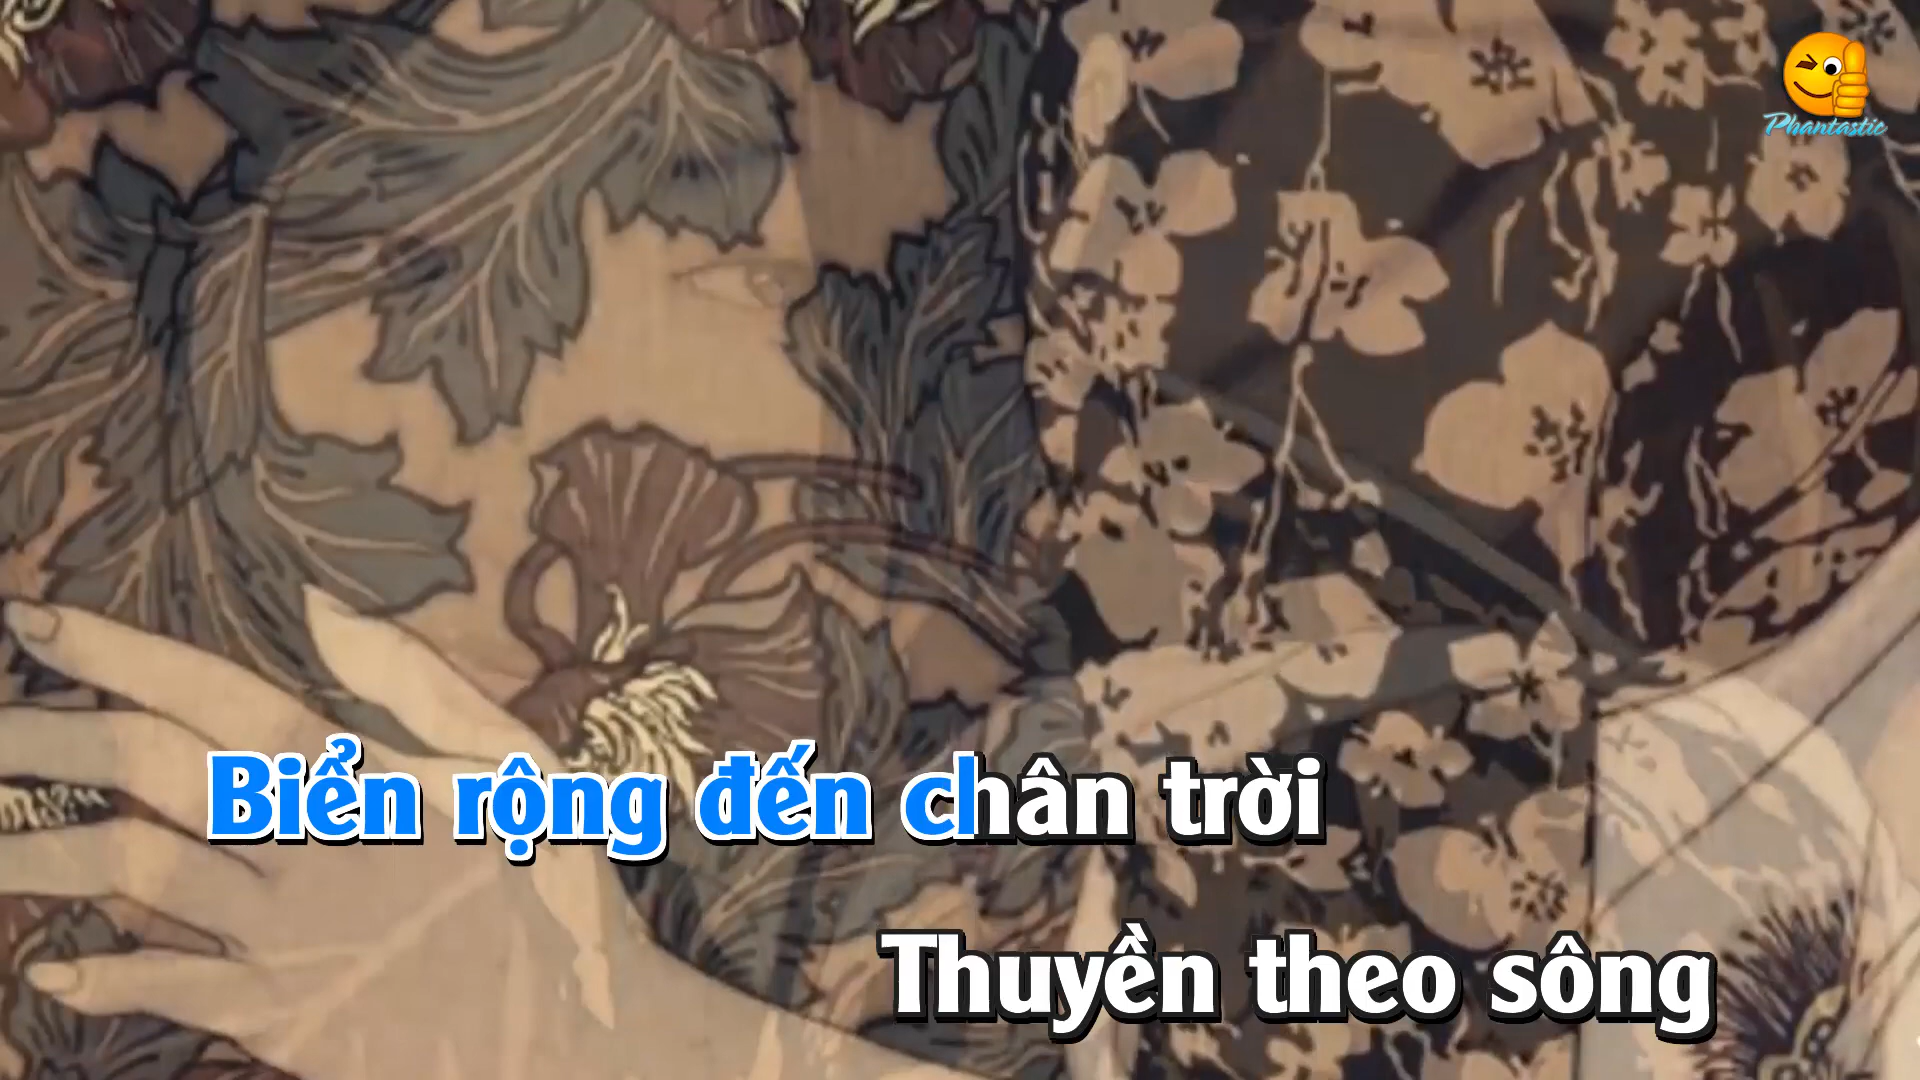 Phantastic
Biển rộng đến chân trời
Thuyền theo sông